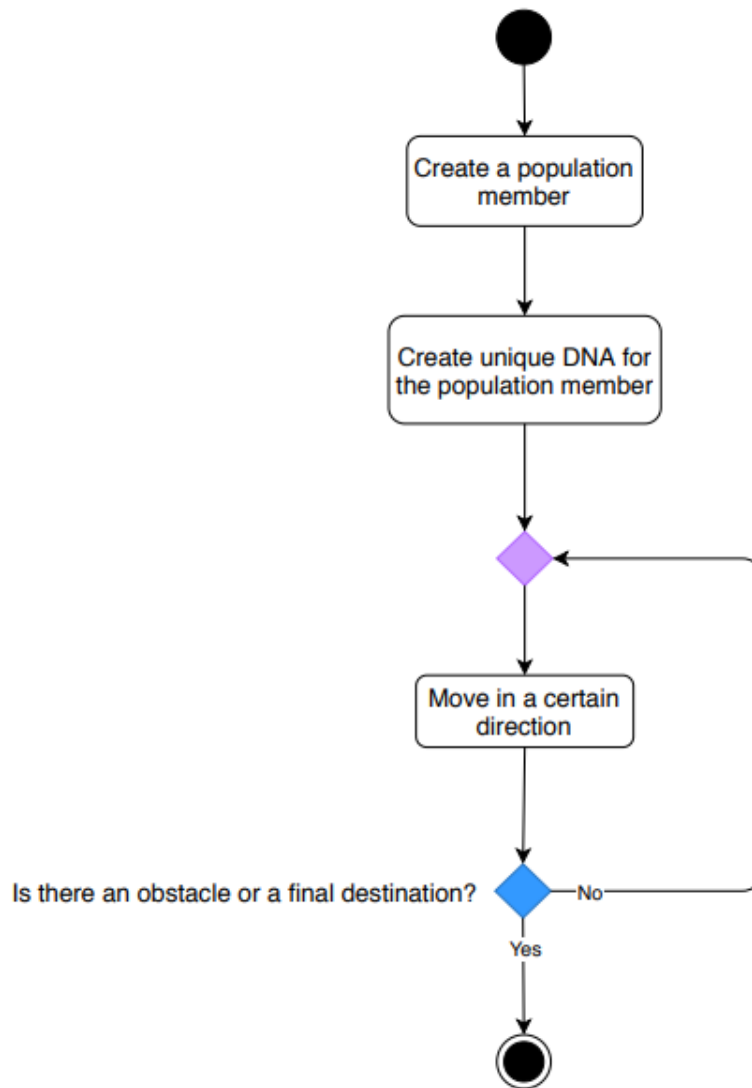 Create a population
member
Create unique DNA for
the population member
Move in a certain
direction
Is there an obstacle or a final destination?
No
Yes